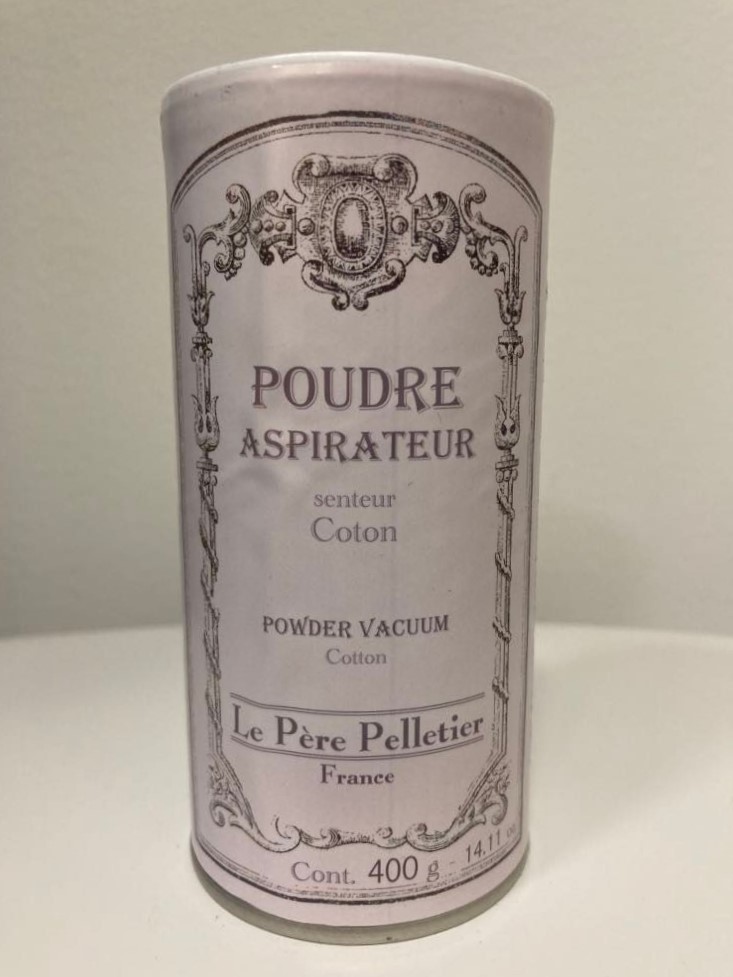 POUDRE
ASPIRATEUR
senteur
Coton
POWDER VACUUM
Cotton
Le Père Pelletier
France
Cont. 400 g - 14.11